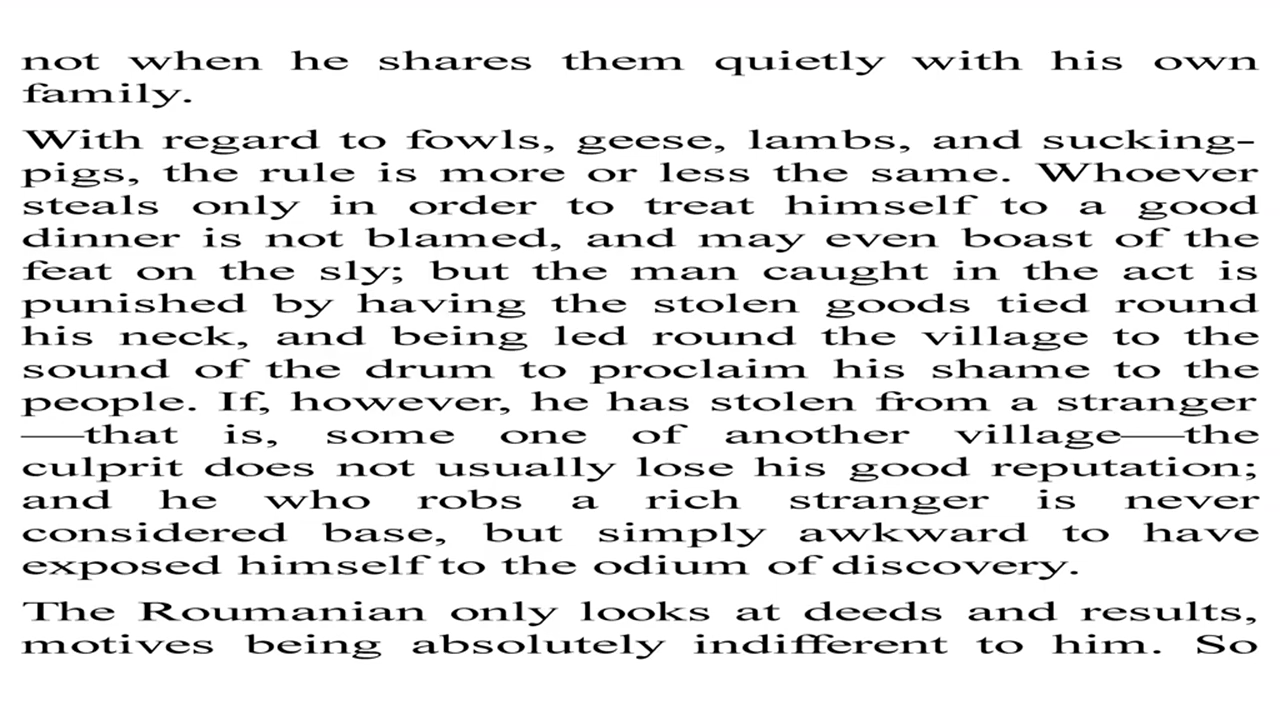 not when he shares them quietly with his own
family.
With regard to fowls, geese, lambs, and sucking-
pigs, the rule is more or less the same. Whoever
steals only in order to treat himself to a good
dinner is not blamed, and may even boast of the
feat on the sly; but the man caught in the act is
punished by having the stolen goods tied round
his neck, and being led round the village to the
sound of the drum to proclaim his shame to the
people. If, however, he has stolen from a stranger
—that is, some one of another village—the
culprit does not usually lose his good reputation;
and he who robs a rich stranger is never
considered base, but simply awkward to have
exposed himself to the odium of discovery.
The Roumanian only looks at deeds and results,
motives being absolutely indifferent to him. So